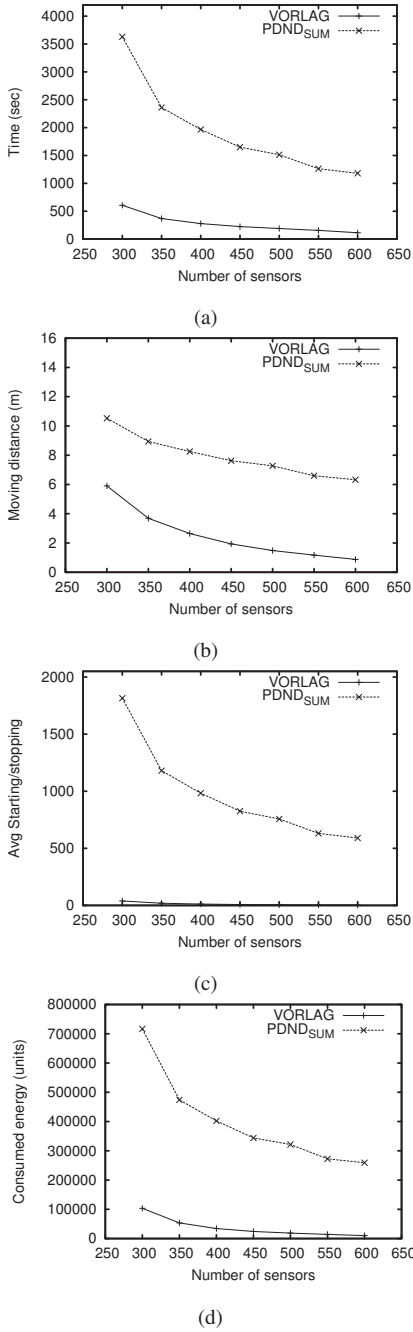 4000
3500
3000
2500
2000
1500
1000
500
0
Time (sec)
VORLAG
PDND_SUM
250 300 350 400 450 500 550 600 650
Number of sensors
(a)
16
14
12
10
8
6
4
2
0
Moving distance (m)
VORLAG
PDND_SUM
250 300 350 400 450 500 550 600 650
Number of sensors
(b)
2000
1500
1000
500
0
Avg Starting/stopping
VORLAG
PDND_SUM
250 300 350 400 450 500 550 600 650
Number of sensors
(c)
800000
700000
600000
500000
400000
300000
200000
100000
0
Consumed energy (units)
VORLAG
PDND_SUM
250 300 350 400 450 500 550 600 650
Number of sensors
(d)